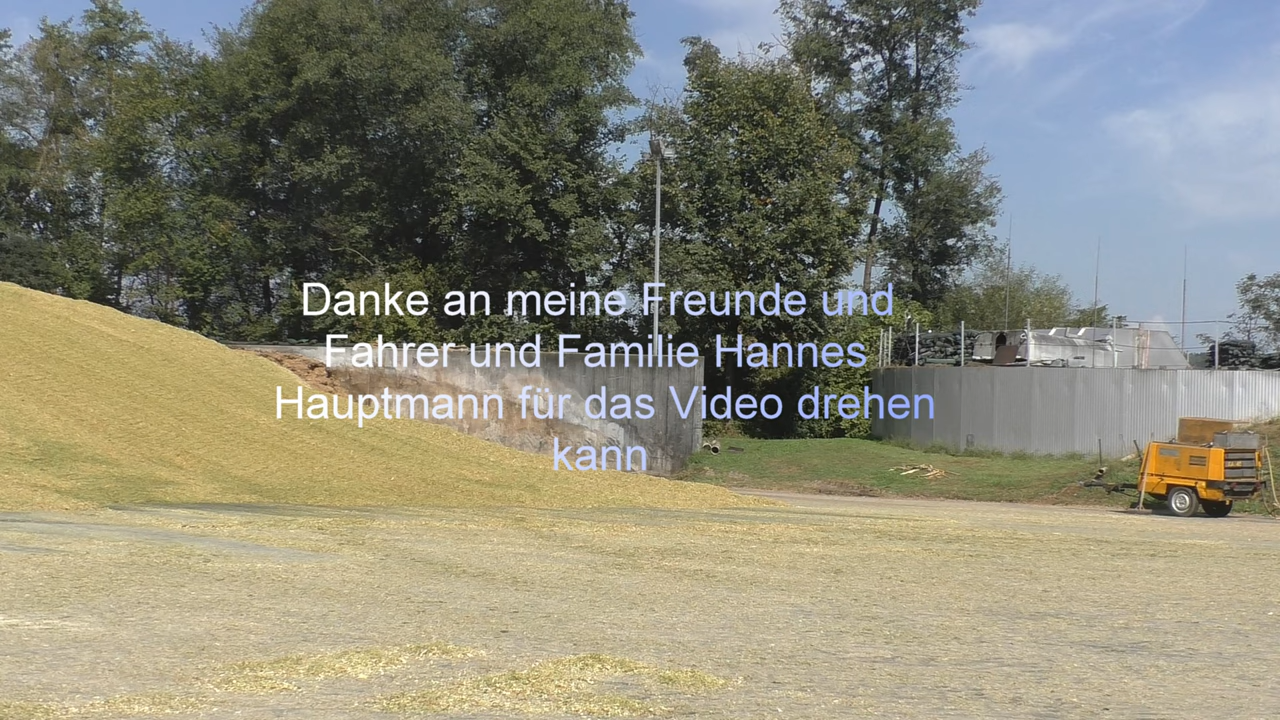 Danke an meine Freunde und
Fahrer und Familie Hannes
Hauptmann für das Video drehen
kann